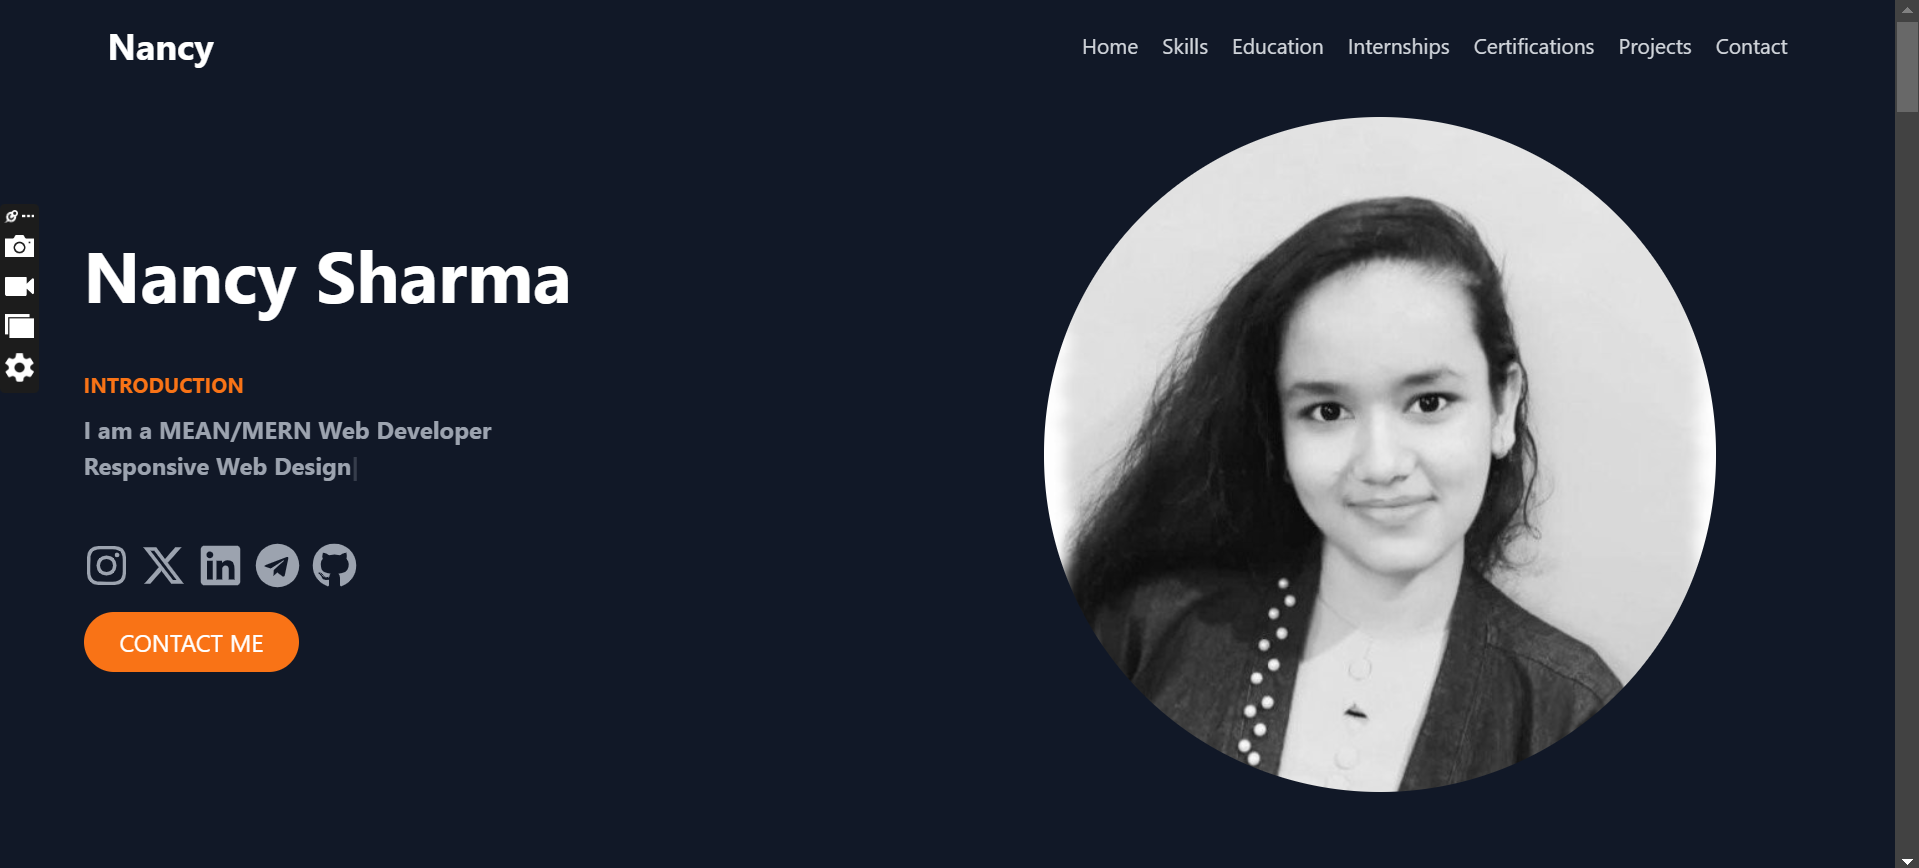 Nancy
Home Skills Education Internships Certifications Projects Contact
Nancy Sharma
INTRODUCTION
I am a MEAN/MERN Web Developer
Responsive Web Design
CONTACT ME